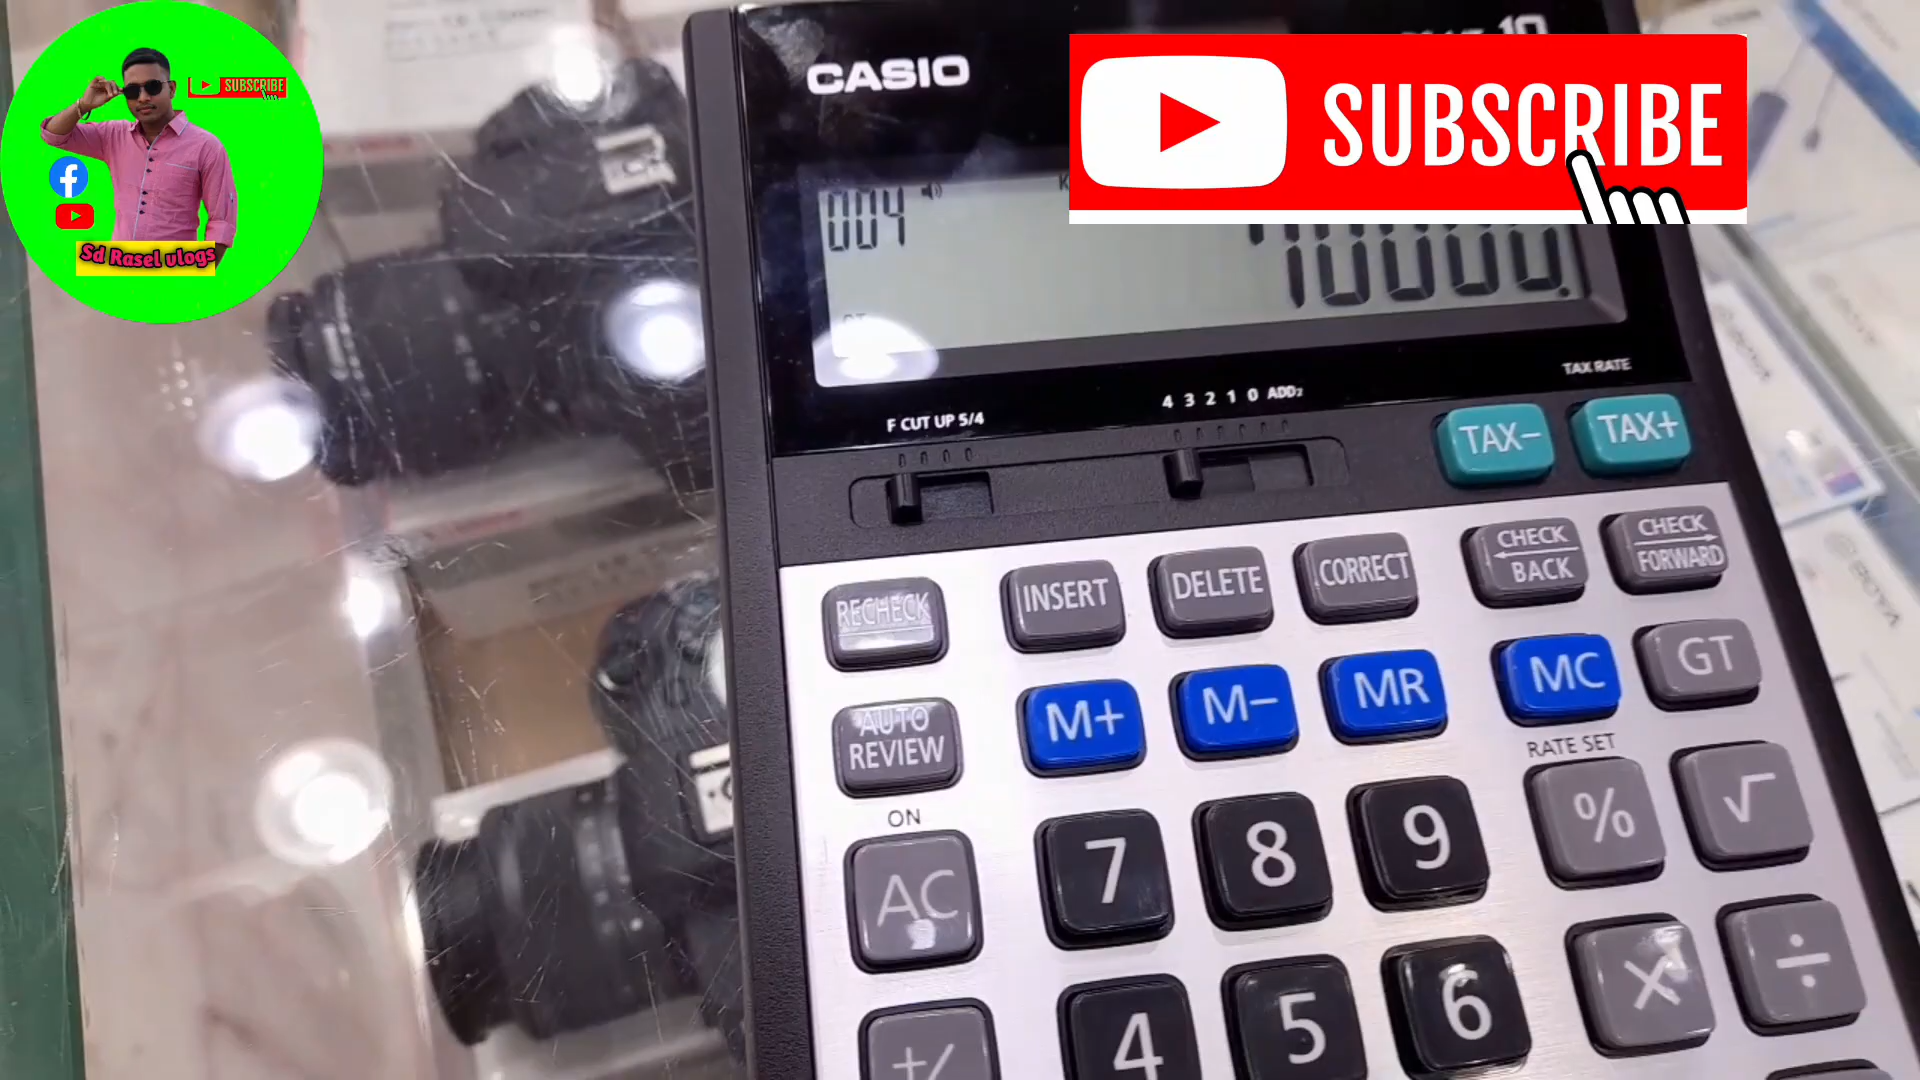 SUBSCRIBE
Sd Rasel vlogs
CASIO
SUBSCRIBE
004
10000.
TAX RATE
F CUT UP 5/4
4 3 2 1 0 ADD2
TAX− TAX+
RECHECK INSERT DELETE CORRECT CHECK BACK CHECK FORWARD
AUTO REVIEW M+ M− MR MC GT
RATE SET
ON
AC 7 8 9 % √
+/ 4 5 6 × ÷